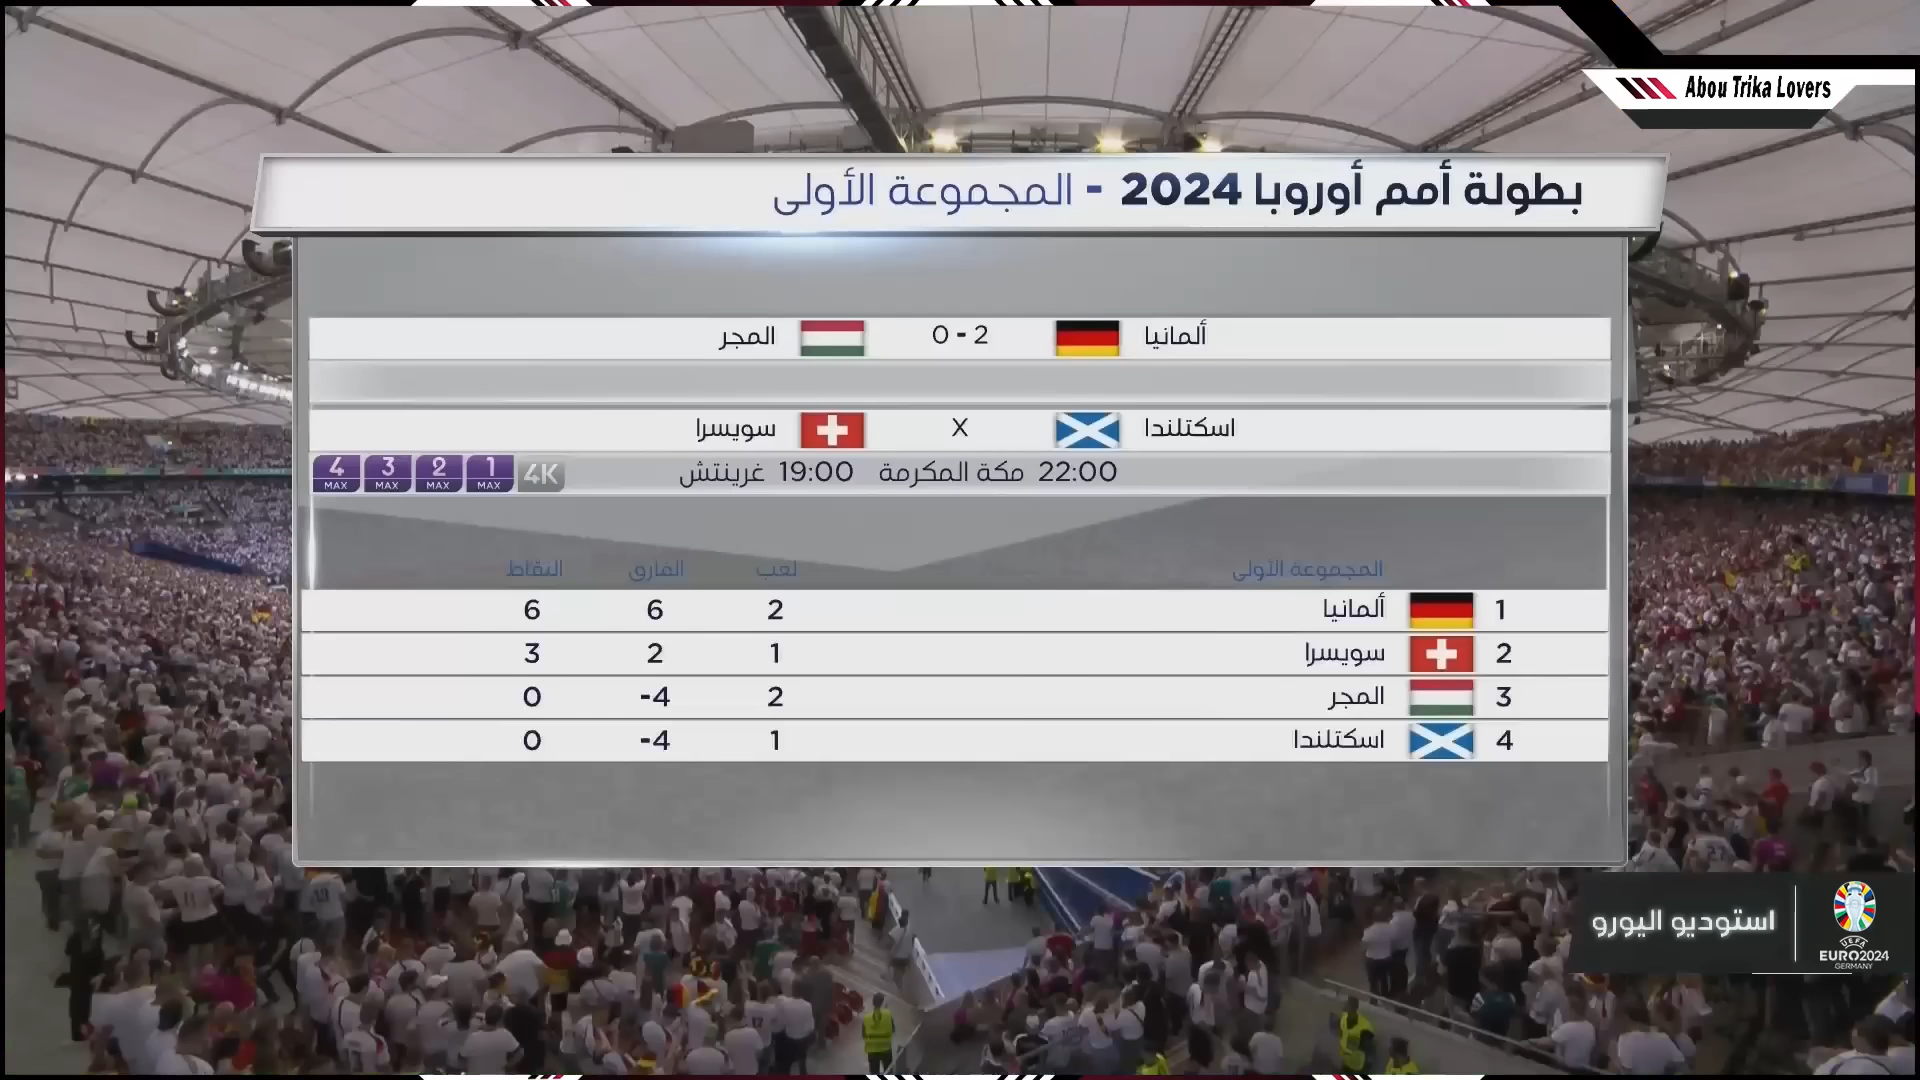 Abou Trika Lovers
بطولة أمم أوروبا 2024 - المجموعة الأولى
ألمانيا 2 - 0 المجر
اسكتلندا X سويسرا
22:00 مكة المكرمة 19:00 غرينتش 4K 1 MAX 2 MAX 3 MAX 4 MAX
المجموعة الأولى لعب الفارق النقاط
1 ألمانيا 2 6 6
2 سويسرا 1 2 3
3 المجر 2 -4 0
4 اسكتلندا 1 -4 0
استوديو اليورو
UEFA
EURO2024
GERMANY